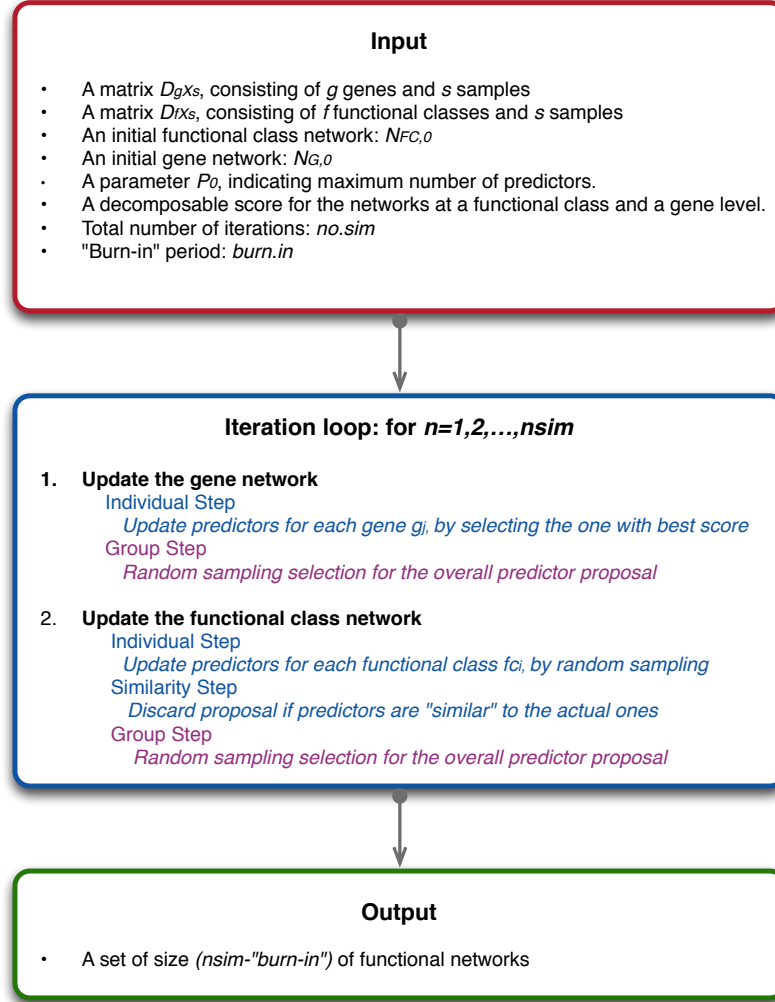 Input
• A matrix DgXs, consisting of g genes and s samples
• A matrix DfXs, consisting of f functional classes and s samples
• An initial functional class network: NFC,0
• An initial gene network: NG,0
• A parameter P0, indicating maximum number of predictors.
• A decomposable score for the networks at a functional class and a gene level.
• Total number of iterations: no.sim
• "Burn-in" period: burn.in
Iteration loop: for n=1,2,…,nsim
1. Update the gene network
Individual Step
Update predictors for each gene gj, by selecting the one with best score
Group Step
Random sampling selection for the overall predictor proposal
2. Update the functional class network
Individual Step
Update predictors for each functional class fci, by random sampling
Similarity Step
Discard proposal if predictors are "similar" to the actual ones
Group Step
Random sampling selection for the overall predictor proposal
Output
• A set of size (nsim-"burn-in") of functional networks